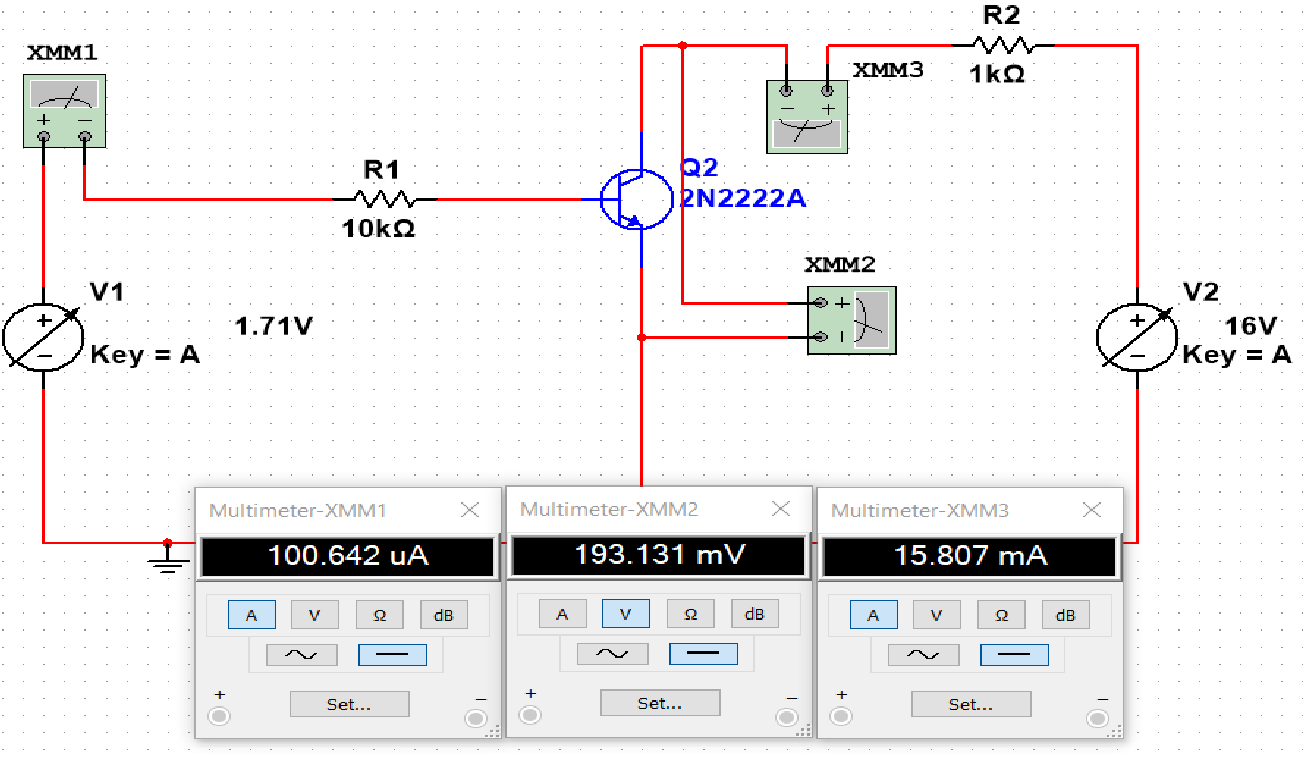 XMM1
+ −
R1
10kΩ
V1
+
−
1.71V
Key = A
Q2
2N2222A
XMM3
− +
R2
1kΩ
XMM2
+
−
V2
+
−
16V
Key = A
Multimeter-XMM1
100.642 uA
A V Ω dB
+ −
Set...
Multimeter-XMM2
193.131 mV
A V Ω dB
+ −
Set...
Multimeter-XMM3
15.807 mA
A V Ω dB
+ −
Set...